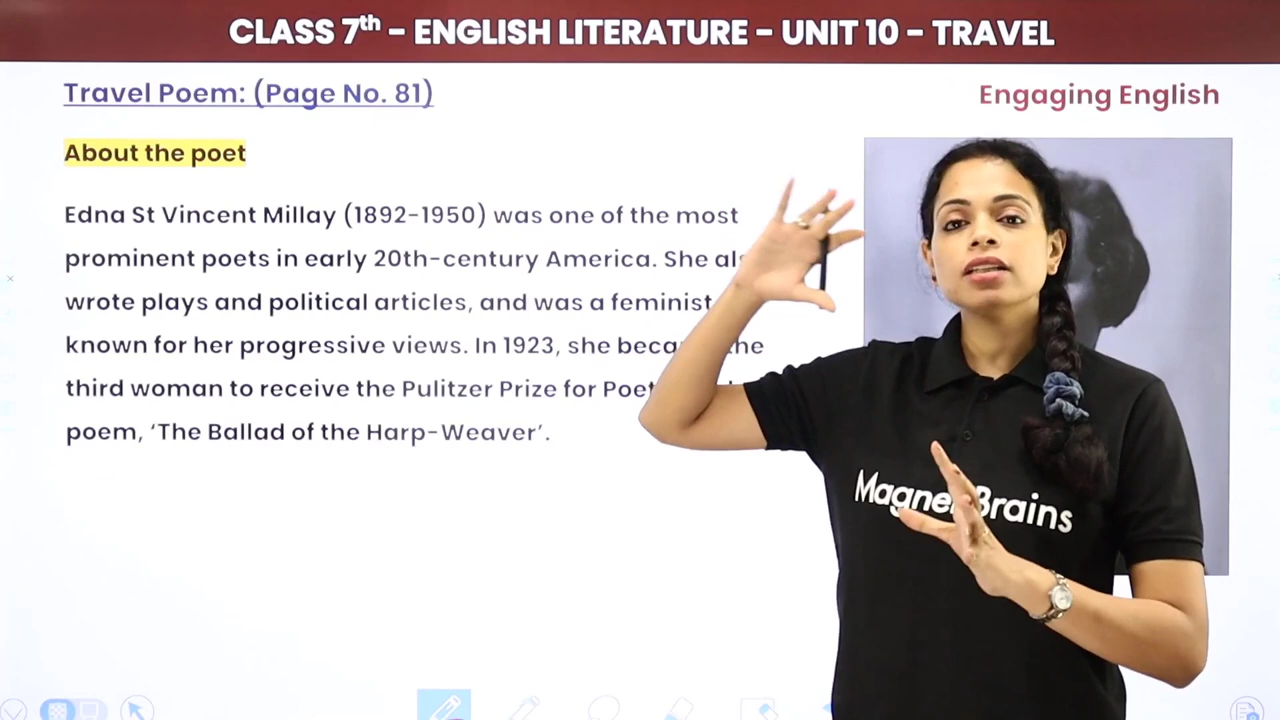 CLASS 7th – ENGLISH LITERATURE – UNIT 10 – TRAVEL
Travel Poem: (Page No. 81)
Engaging English
About the poet
Edna St Vincent Millay (1892-1950) was one of the most
prominent poets in early 20th-century America. She
wrote plays and political articles, and was a feminist
known for her progressive views. In 1923, she
third woman to receive the Pulitzer Prize for
poem, ‘The Ballad of the Harp-Weaver’.
Magnet Brains